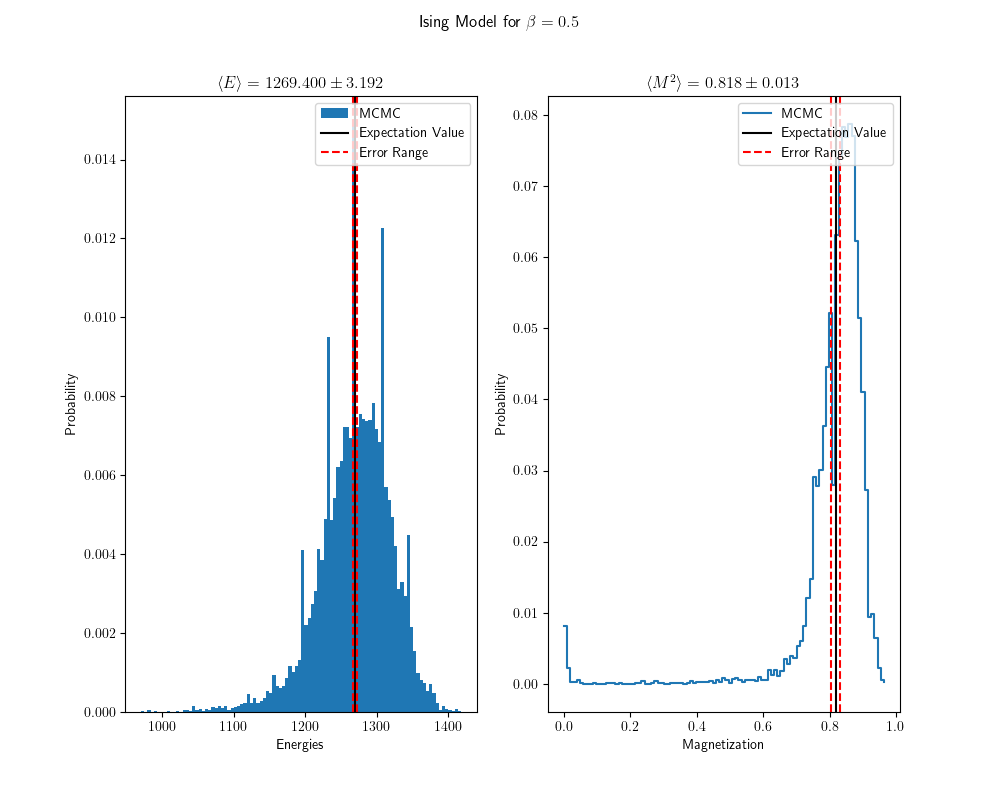 Ising Model for β = 0.5
⟨E⟩ = 1269.400 ± 3.192
MCMC
Expectation Value
Error Range
0.014
0.012
0.010
0.008
0.006
0.004
0.002
0.000
Probability
1000 1100 1200 1300 1400
Energies
⟨M²⟩ = 0.818 ± 0.013
MCMC
Expectation Value
Error Range
0.08
0.07
0.06
0.05
0.04
0.03
0.02
0.01
0.00
Probability
0.0 0.2 0.4 0.6 0.8 1.0
Magnetization